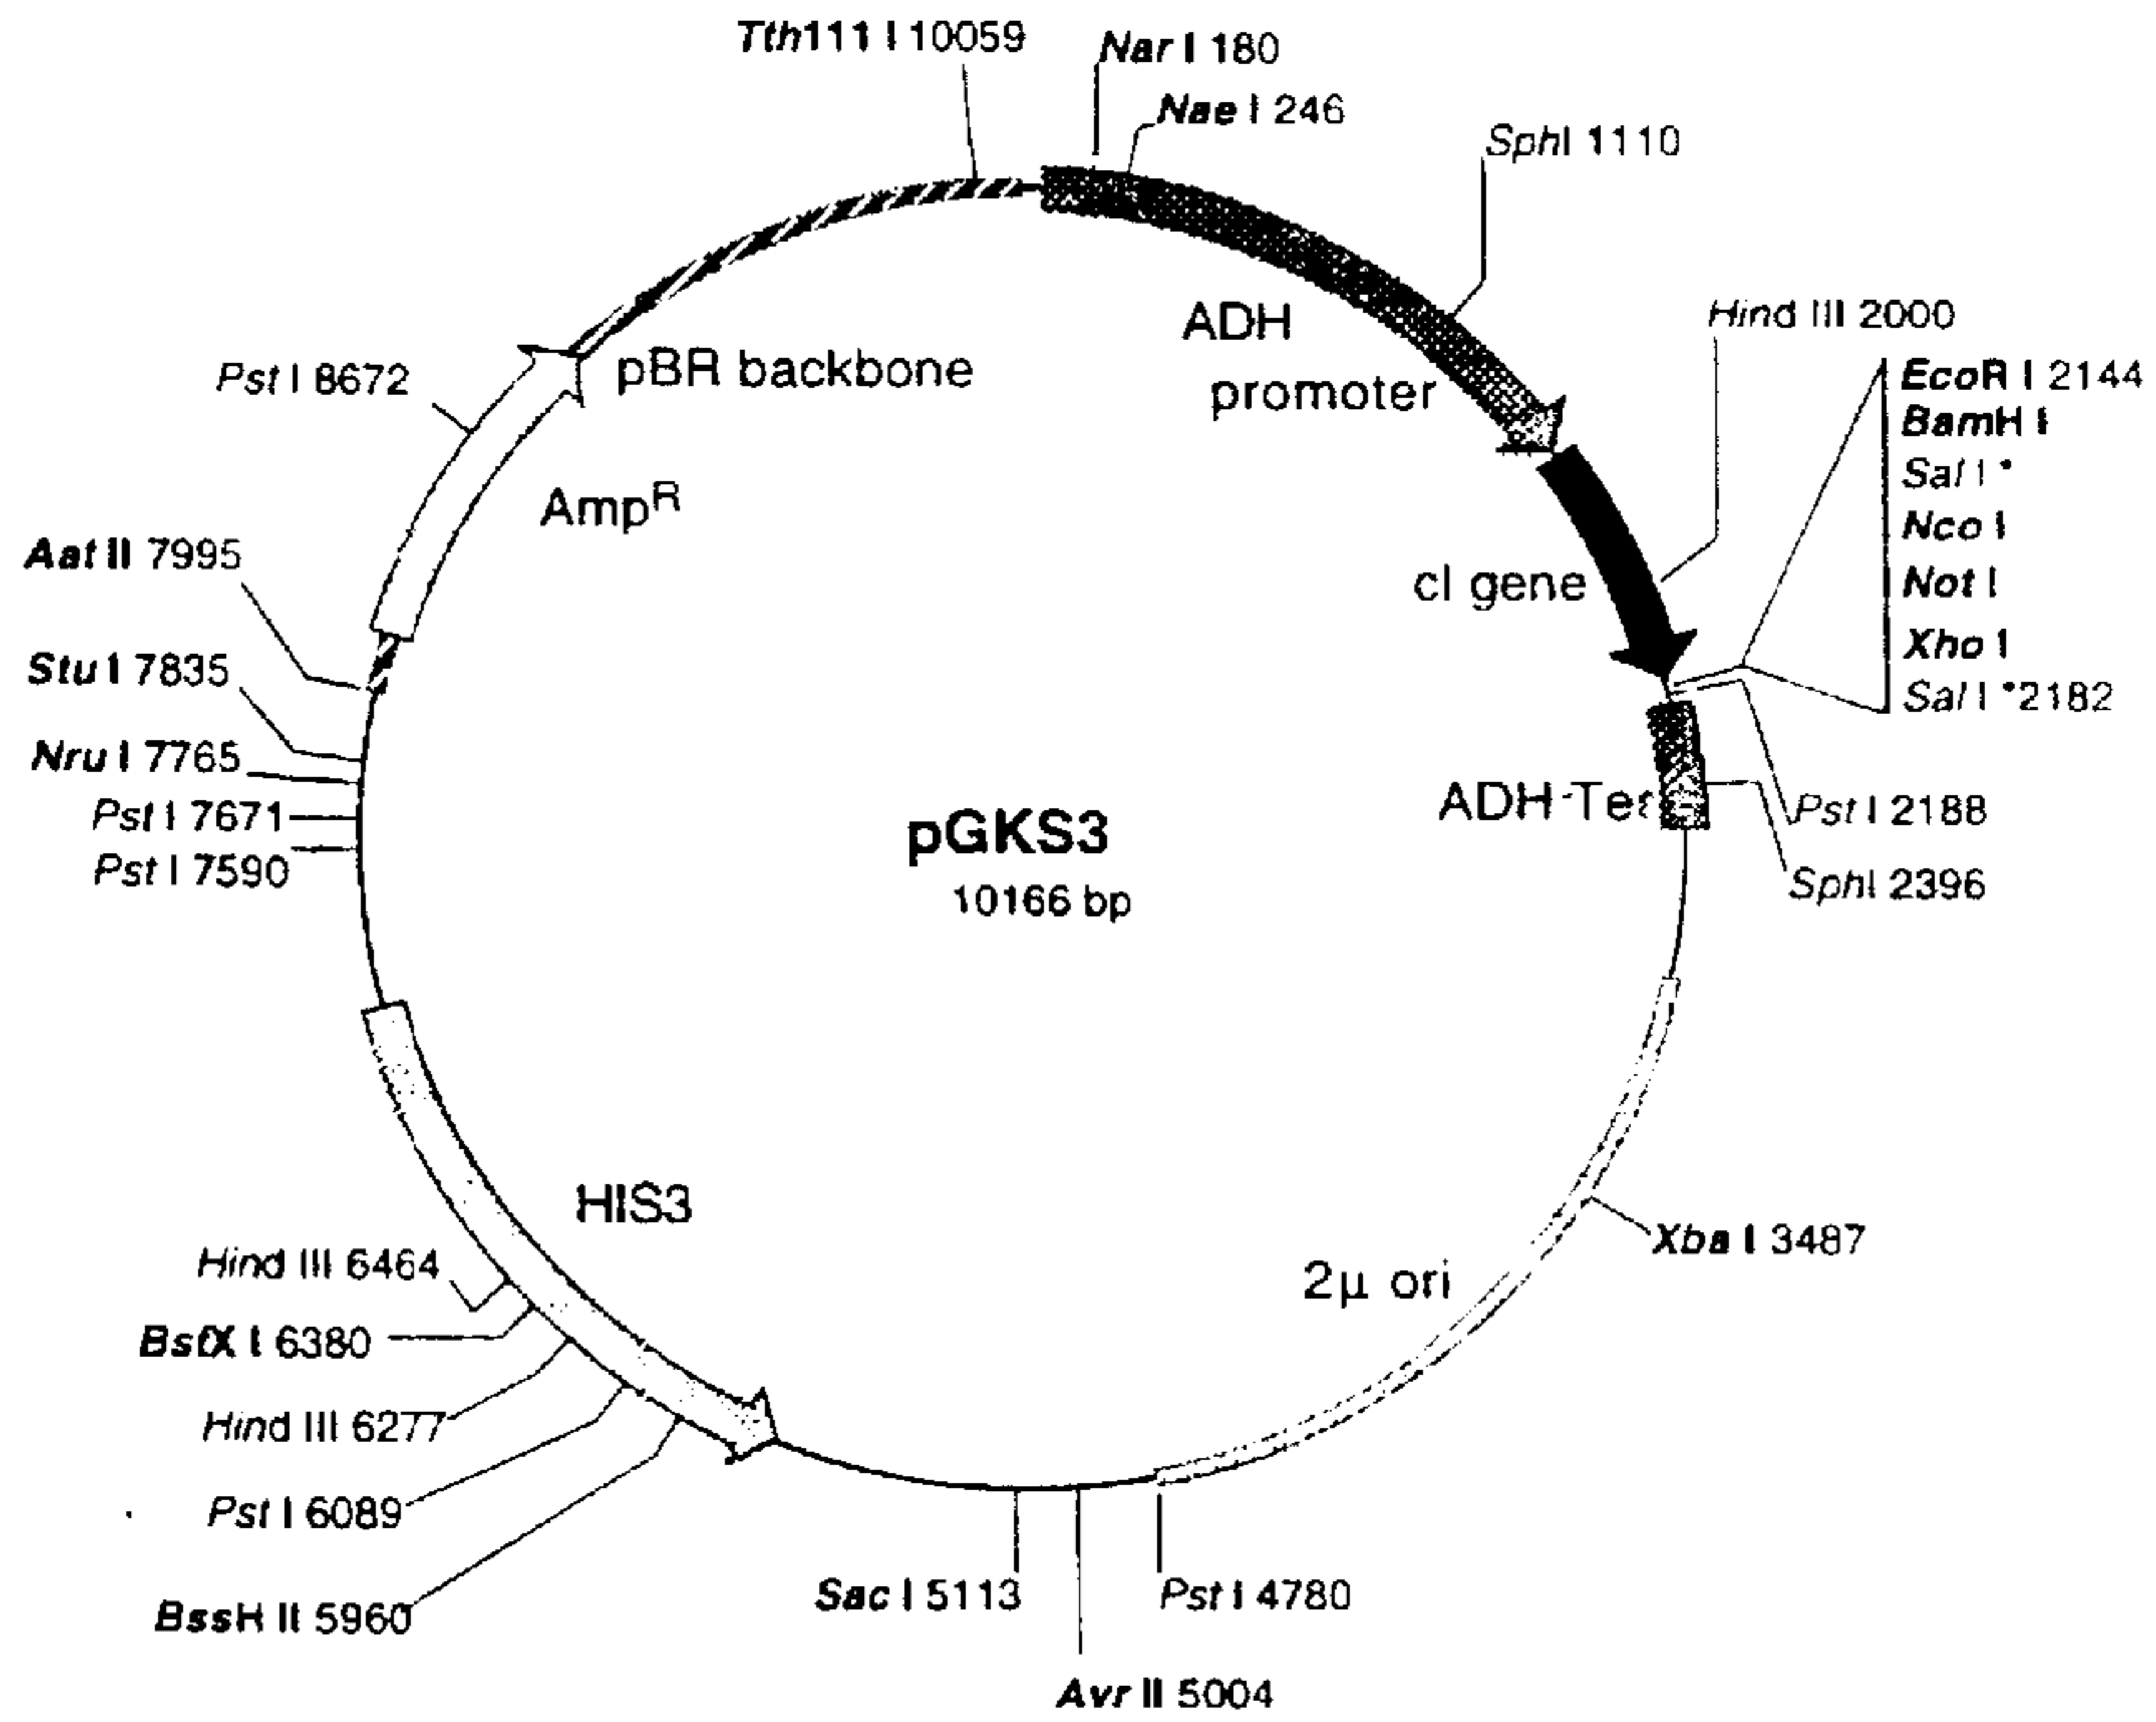 Tth111 I 10059
Nar I 180
Nae I 246
SphI 1110
Hind III 2000
EcoR I 2144
BamH I
Sal I *
Nco I
Not I
Xho I
Sal I *2182
Pst I 2188
SphI 2396
Xba I 3487
Pst I 4780
Avr II 5004
Sac I 5113
BssH II 5960
Pst I 6089
Hind III 6277
BstX I 6380
Hind III 6464
Pst I 7590
Pst I 7671
Nru I 7765
Stu I 7835
Aat II 7995
Pst I 8672
pBR backbone
AmpR
ADH
promoter
cI gene
ADH-Ter
pGKS3
10166 bp
HIS3
2µ ori